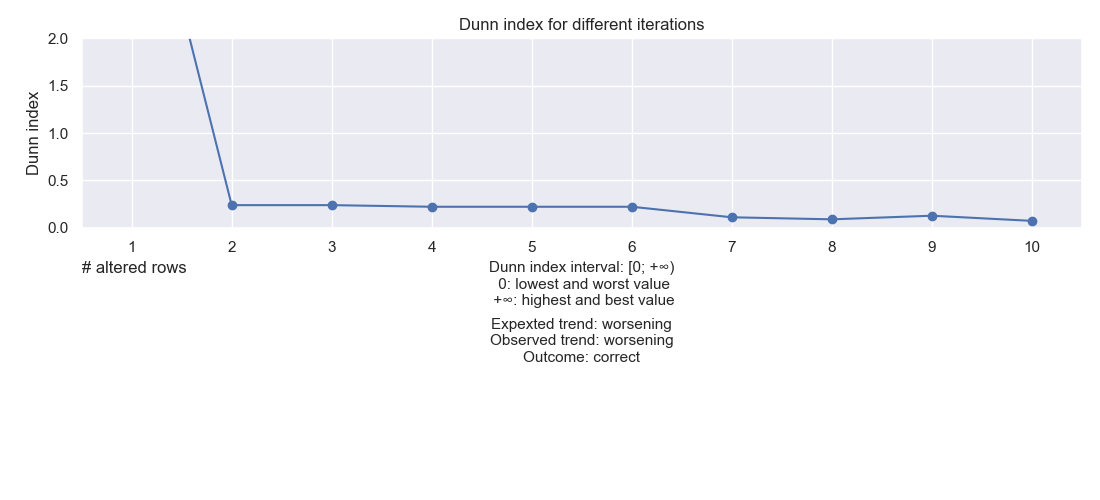 Dunn index for different iterations
2.0
1.5
1.0
0.5
0.0
Dunn index
1 2 3 4 5 6 7 8 9 10
# altered rows
Dunn index interval: [0; +∞)
0: lowest and worst value
+∞: highest and best value
Expexted trend: worsening
Observed trend: worsening
Outcome: correct